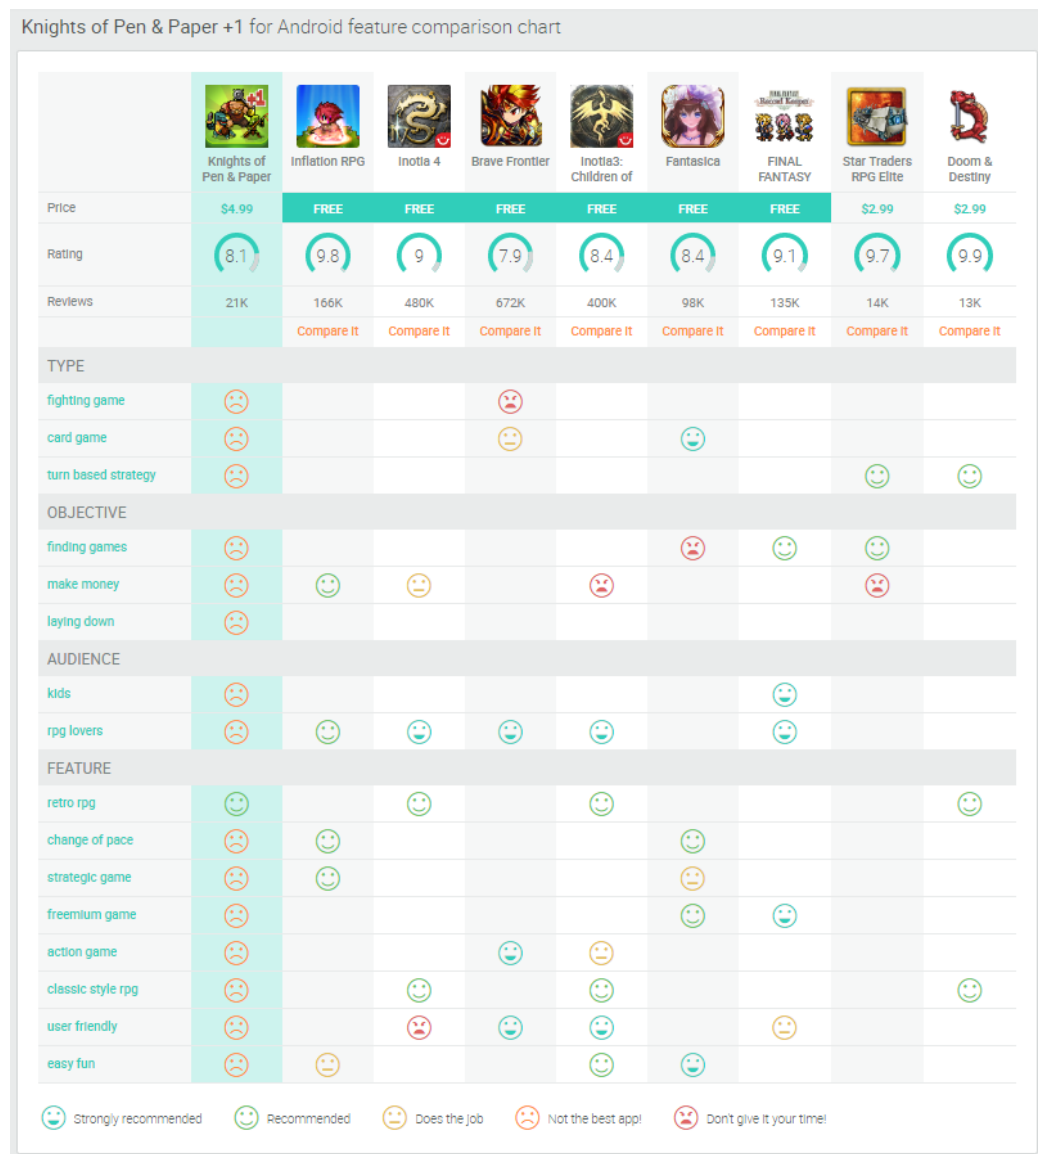 Knights of Pen & Paper +1 for Android feature comparison chart
+1
FINAL FANTASY
Record Keeper
Knights of Pen & Paper
Inflation RPG
Inotia 4
Brave Frontier
Inotia3: Children of
Fantasica
FINAL FANTASY
Star Traders RPG Elite
Doom & Destiny
Price $4.99 FREE FREE FREE FREE FREE FREE $2.99 $2.99
Rating 8.1 9.8 9 7.9 8.4 8.4 9.1 9.7 9.9
Reviews 21K 166K 480K 672K 400K 98K 135K 14K 13K
Compare It Compare It Compare It Compare It Compare It Compare It Compare It Compare It
TYPE
fighting game
card game
turn based strategy
OBJECTIVE
finding games
make money
laying down
AUDIENCE
kids
rpg lovers
FEATURE
retro rpg
change of pace
strategic game
freemium game
action game
classic style rpg
user friendly
easy fun
Strongly recommended Recommended Does the job Not the best app! Don't give it your time!